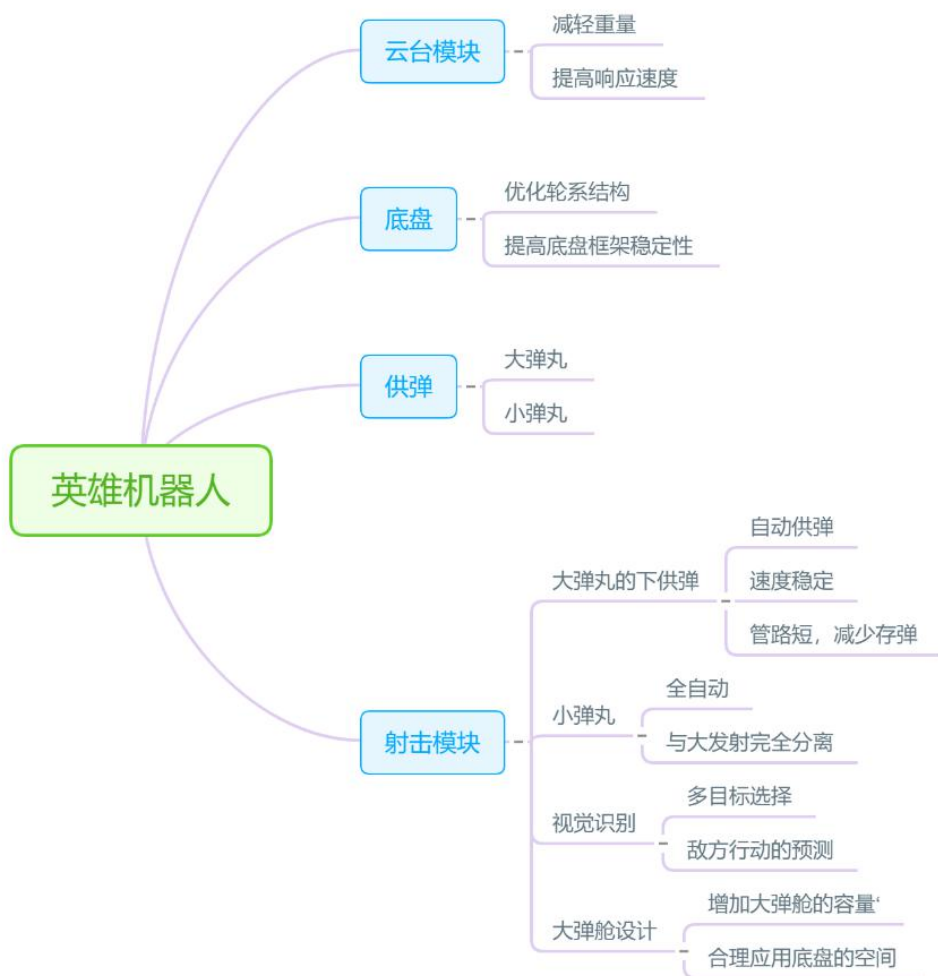 英雄机器人
云台模块
减轻重量
提高响应速度
底盘
优化轮系结构
提高底盘框架稳定性
供弹
大弹丸
小弹丸
射击模块
大弹丸的下供弹
自动供弹
速度稳定
管路短，减少存弹
小弹丸
全自动
与大发射完全分离
视觉识别
多目标选择
敌方行动的预测
大弹舱设计
增加大弹舱的容量‘
合理应用底盘的空间